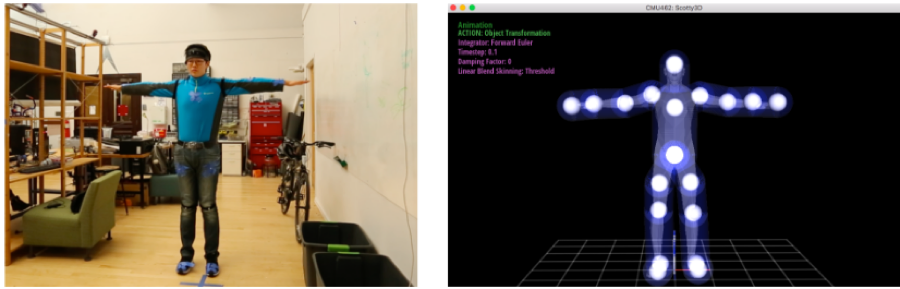 CMU462: Scotty3D
Animation
ACTION: Object Transformation
Integrator: Forward Euler
Timestep: 0.1
Damping Factor: 0
Linear Blend Skinning: Threshold